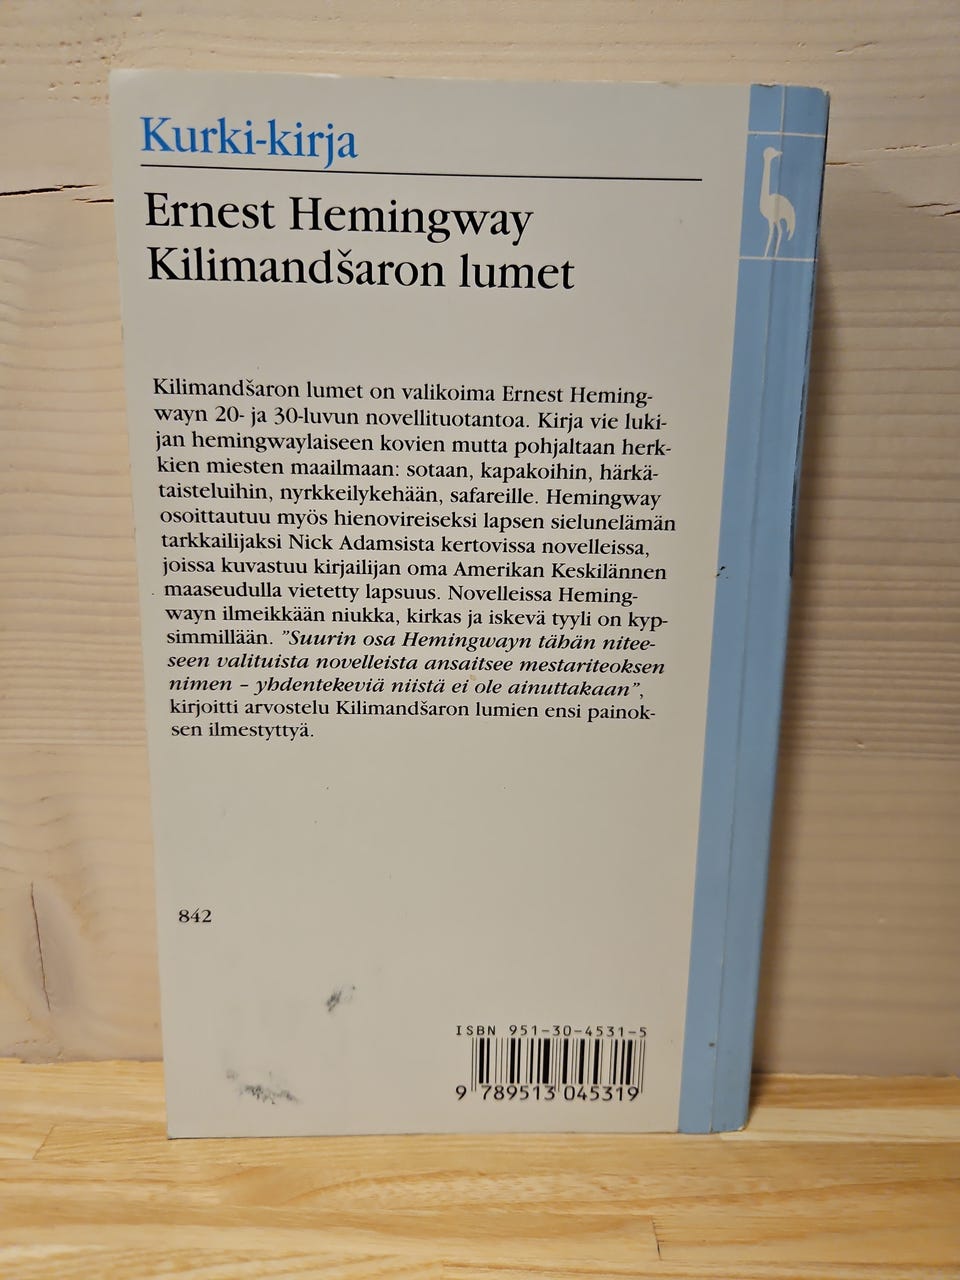 Kurki-kirja
Ernest Hemingway
Kilimandšaron lumet
Kilimandšaron lumet on valikoima Ernest Heming-
wayn 20- ja 30-luvun novellituotantoa. Kirja vie luki-
jan hemingwaylaiseen kovien mutta pohjaltaan herk-
kien miesten maailmaan: sotaan, kapakoihin, härkä-
taisteluihin, nyrkkeilykehään, safareille. Hemingway
osoittautuu myös hienovireiseksi lapsen sielunelämän
tarkkailijaksi Nick Adamsista kertovissa novelleissa,
joissa kuvastuu kirjailijan oma Amerikan Keskilännen
maaseudulla vietetty lapsuus. Novelleissa Heming-
wayn ilmeikkään niukka, kirkas ja iskevä tyyli on kyp-
simmillään. ”Suurin osa Hemingwayn tähän nitee-
seen valituista novelleista ansaitsee mestariteoksen
nimen – yhdentekeviä niistä ei ole ainuttakaan”,
kirjoitti arvostelu Kilimandšaron lumien ensi painok-
sen ilmestyttyä.
842
ISBN 951-30-4531-5
9 789513 045319